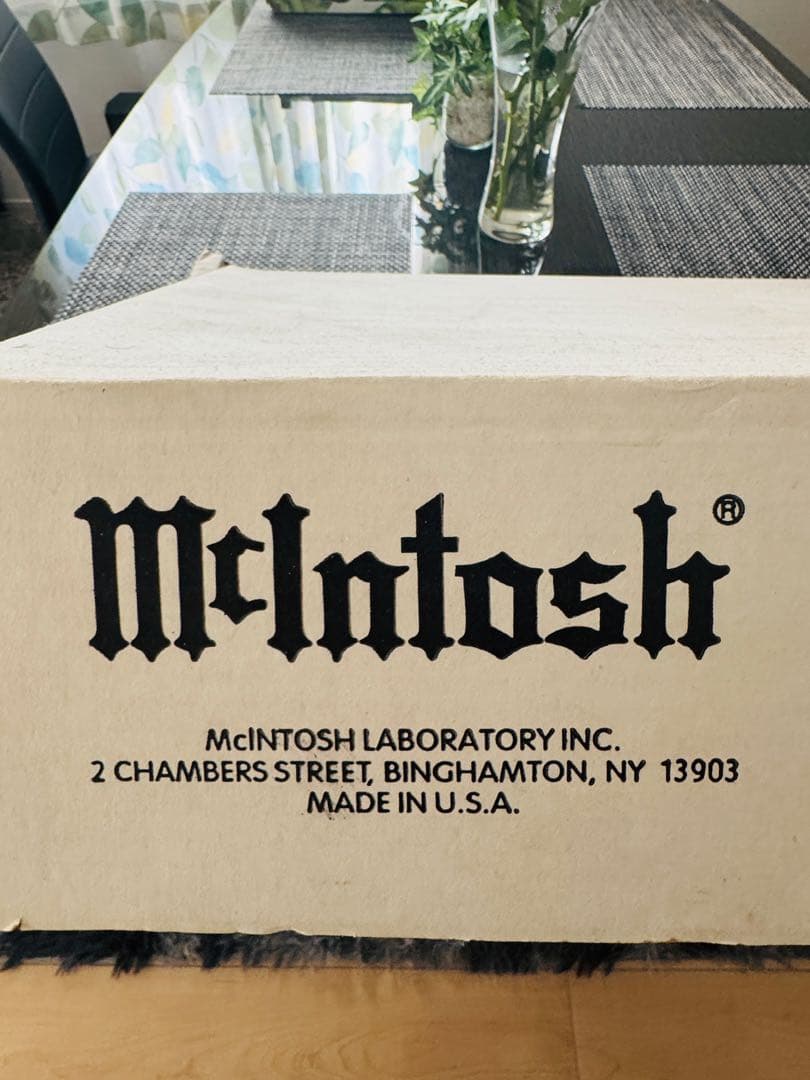 McIntosh®
McINTOSH LABORATORY INC.
2 CHAMBERS STREET, BINGHAMTON, NY 13903
MADE IN U.S.A.